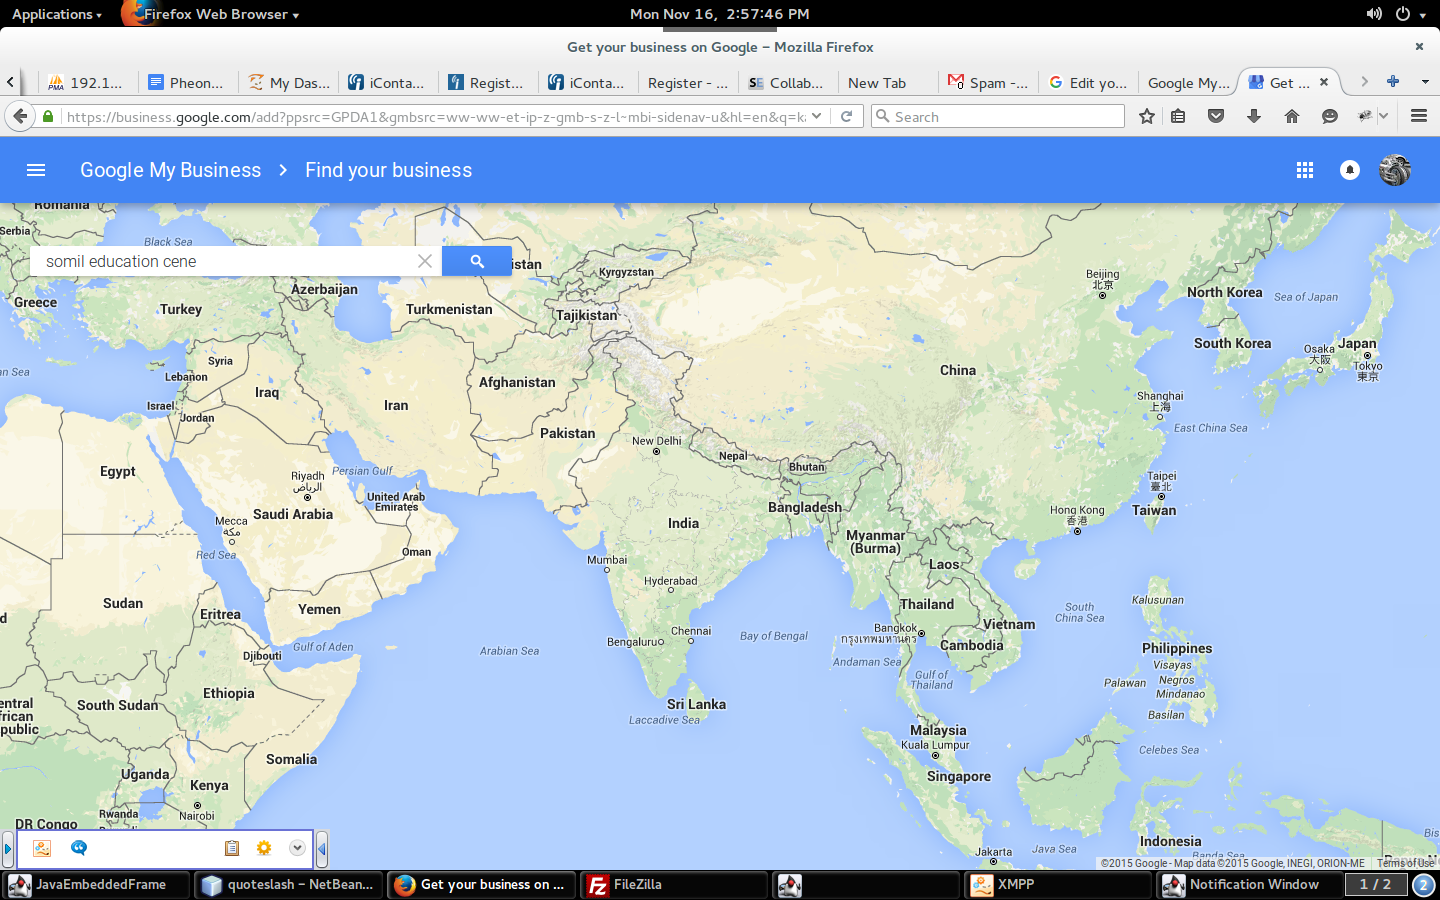 Applications
Firefox Web Browser
Mon Nov 16, 2:57:46 PM
Get your business on Google – Mozilla Firefox
192.1...
Pheon...
My Das...
iConta...
Regist...
iConta...
Register -...
Collab...
New Tab
Spam -...
Edit yo...
Google My...
Get ...
https://business.google.com/add?ppsrc=GPDA1&gmbsrc=ww-ww-et-ip-z-gmb-s-z-l~mbi-sidenav-u&hl=en&q=k
Search
Google My Business
Find your business
Romania
Serbia
Black Sea
somil education cene
istan
Kyrgyzstan
Beijing
北京
Greece
Turkey
Azerbaijan
Turkmenistan
Tajikistan
North Korea
Sea of Japan
South Korea
Osaka
大阪
Japan
Tokyo
東京
Syria
Lebanon
Israel
Jordan
Iraq
Iran
Afghanistan
China
an Sea
Shanghai
上海
East China Sea
Pakistan
New Delhi
Nepal
Bhutan
Egypt
Riyadh
الرياض
Persian Gulf
United Arab
Emirates
Saudi Arabia
Mecca
مكة
Red Sea
Oman
Bangladesh
India
Taipei
臺北
Taiwan
Hong Kong
香港
Myanmar
(Burma)
Mumbai
Hyderabad
Laos
Sudan
Eritrea
Yemen
Thailand
South
China Sea
Kalusunan
d
Bengaluru
Chennai
Bay of Bengal
Bangkok
กรุงเทพมหานคร
Vietnam
Cambodia
Djibouti
Gulf of Aden
Arabian Sea
Andaman Sea
Gulf of
Thailand
Philippines
Visayas
Negros
Palawan
Mindanao
Basilan
entral
frican
public
South Sudan
Ethiopia
Sri Lanka
Laccadive Sea
Malaysia
Kuala Lumpur
Celebes Sea
Somalia
Uganda
Kenya
Singapore
Rwanda
Nairobi
DR Congo
Indonesia
Java Sea
Banda Sea
Jakarta
Bis
©2015 Google - Map data ©2015 Google, INEGI, ORION-ME
Terms of Use
JavaEmbeddedFrame
quoteslash – NetBean...
Get your business on ...
FileZilla
XMPP
Notification Window
1 / 2
2